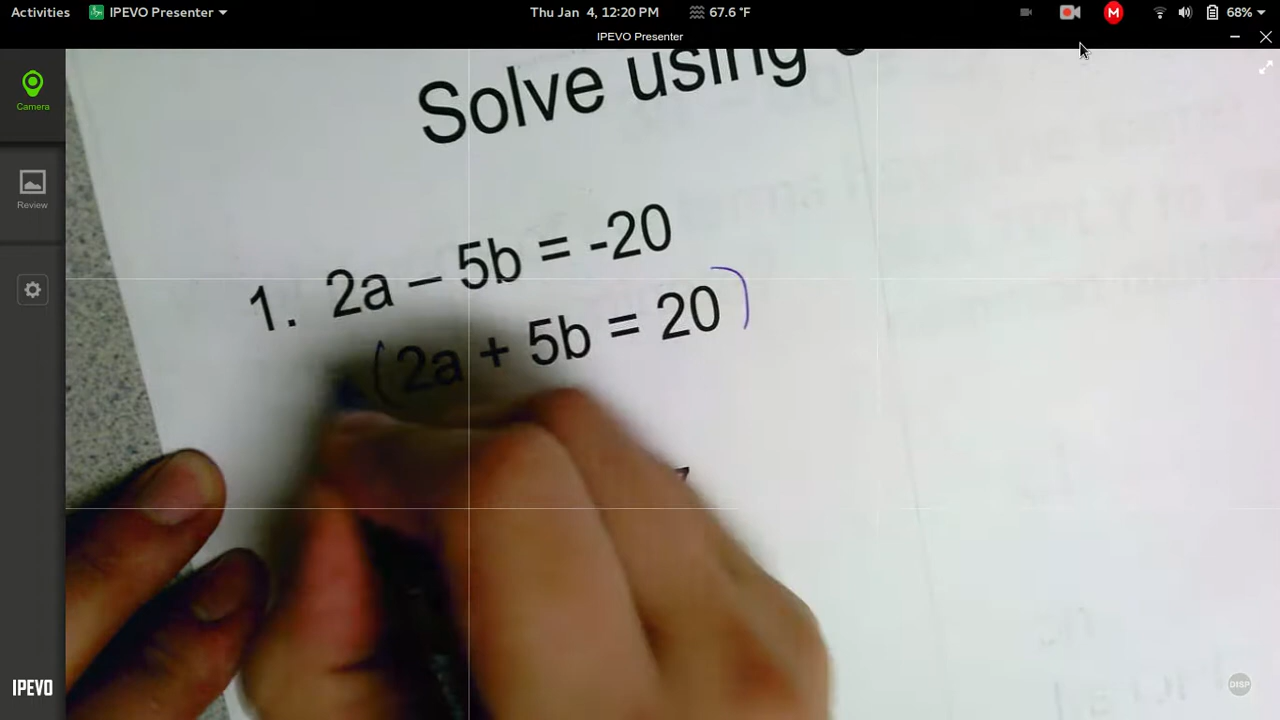 Activities IPEVO Presenter Thu Jan 4, 12:20 PM 67.6 °F M 68%
IPEVO Presenter
Camera
Review
Solve using
1. 2a – 5b = -20
(2a + 5b = 20)
IPEVO
DISP